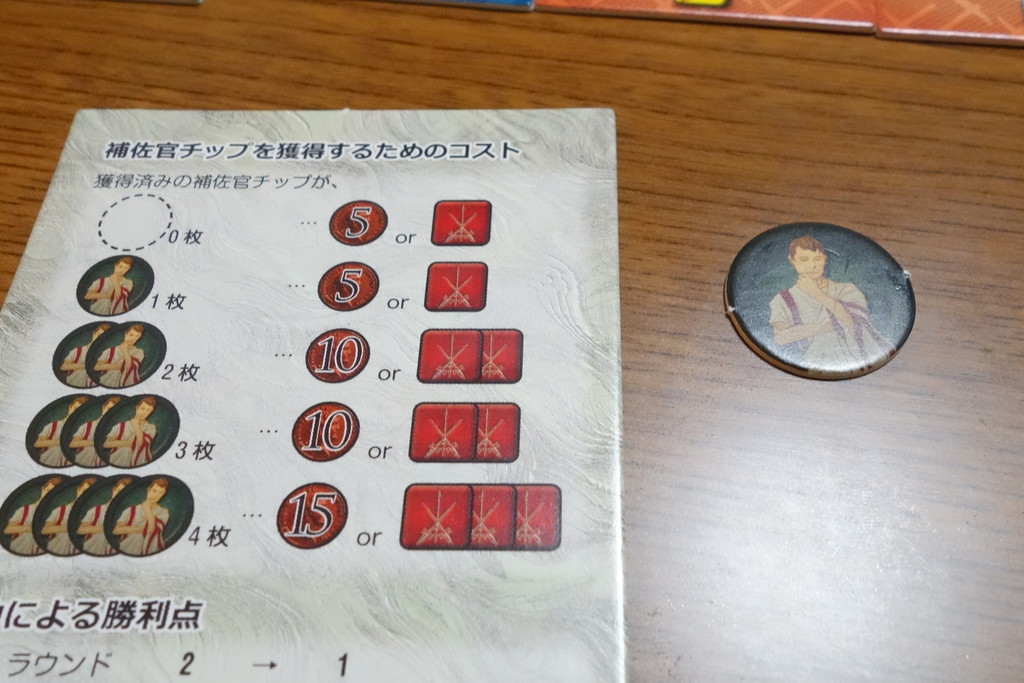 補佐官チップを獲得するためのコスト
獲得済みの補佐官チップが、
0枚 … 5 or
1枚 … 5 or
2枚 … 10 or
3枚 … 10 or
4枚 … 15 or
による勝利点
ラウンド 2 → 1